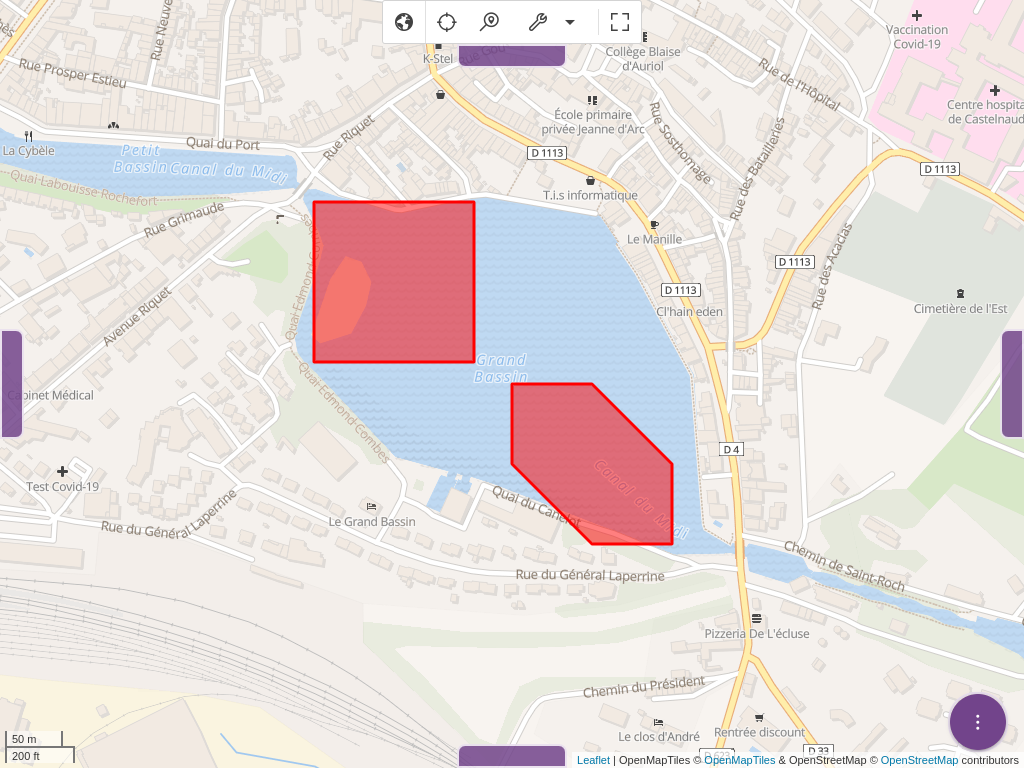 K-Stel
Collège Blaise
d'Auriol
Vaccination
Covid-19
Rue Neuve
Rue Prosper Estieu
Rue de l'Hôpital
Centre hospita
de Castelnaud
École primaire
privée Jeanne d'Arc
Rue Riquet
Rue Sosthomage
Rue des Batailleries
La Cybèle
Quai du Port
Petit
Bassin
Canal du Midi
D 1113
D 1113
Quai Labouisse Rochefort
T.i.s informatique
Rue Grimaude
Le Manille
D 1113
Rue des Acacias
D 1113
Cl'hain eden
Cimetière de l'Est
Avenue Riquet
Grand
Bassin
Cabinet Médical
Quai Edmond Combes
D 4
Test Covid-19
Canal du Midi
Quai du Canelot
Le Grand Bassin
Rue du Général Laperrine
Chemin de Saint-Roch
Rue du Général Laperrine
Pizzeria De L'écluse
Chemin du Président
Le clos d'André
Rentrée discount
D 33
50 m
200 ft
Leaflet | OpenMapTiles © OpenMapTiles & OpenStreetMap © OpenStreetMap contributors